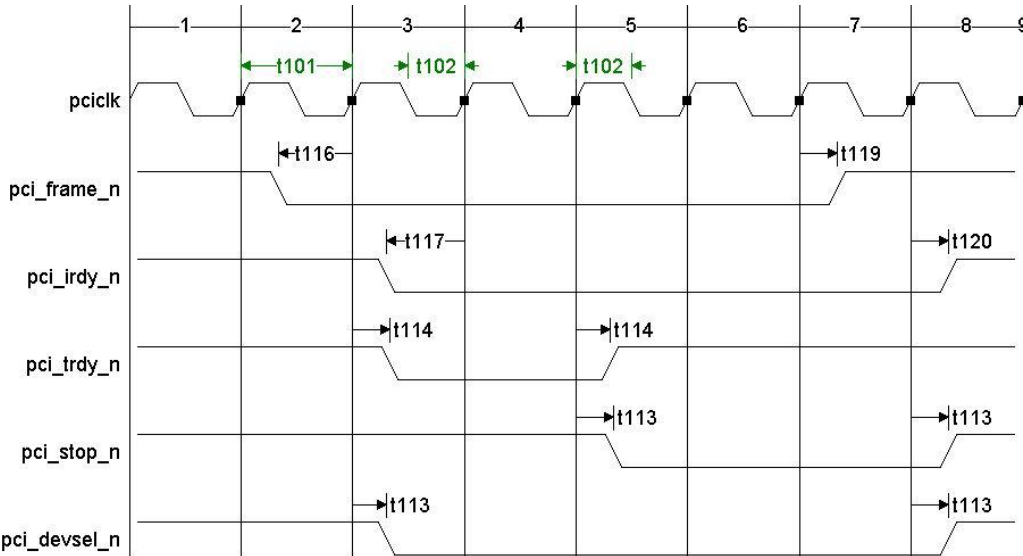 1 2 3 4 5 6 7 8 9
t101 t102 t102
pciclk
t116 t119
pci_frame_n
t117 t120
pci_irdy_n
t114 t114
pci_trdy_n
t113 t113
pci_stop_n
t113 t113
pci_devsel_n